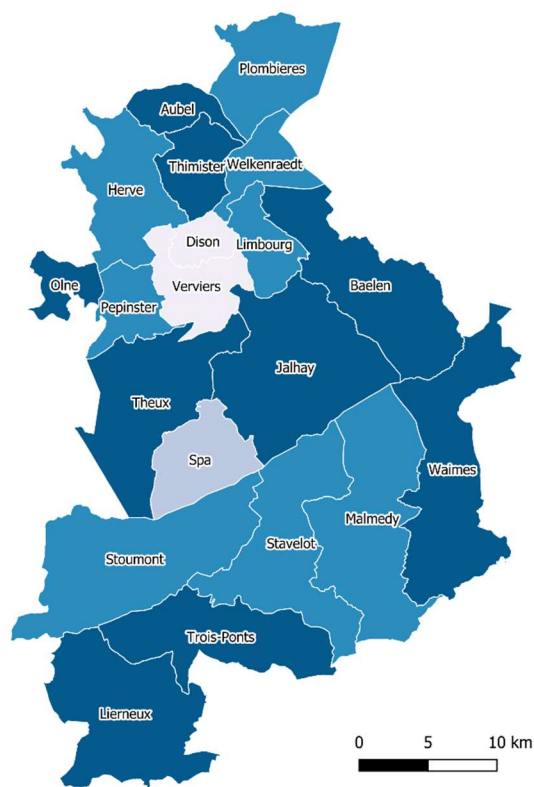 Plombieres
Aubel
Thimister
Welkenraedt
Herve
Dison
Limbourg
Olne
Verviers
Baelen
Pepinster
Jalhay
Theux
Spa
Waimes
Malmedy
Stavelot
Stoumont
Trois-Ponts
Lierneux
0 5 10 km